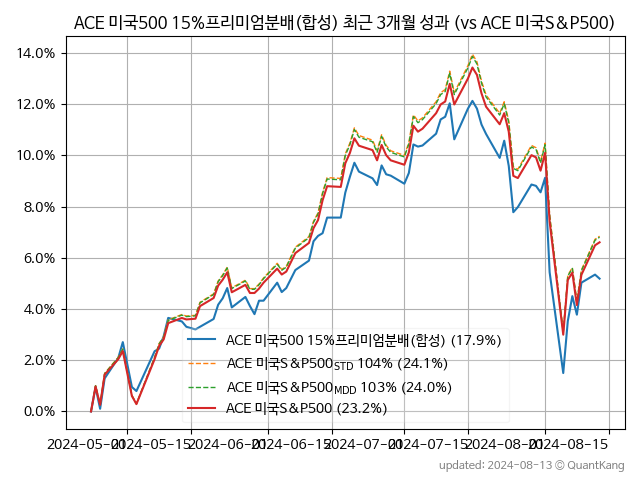 ACE 미국500 15%프리미엄분배(합성) 최근 3개월 성과 (vs ACE 미국S&P500)
14.0%
12.0%
10.0%
8.0%
6.0%
4.0%
2.0%
0.0%
ACE 미국500 15%프리미엄분배(합성) (17.9%)
ACE 미국S&P500STD 104% (24.1%)
ACE 미국S&P500MDD 103% (24.0%)
ACE 미국S&P500 (23.2%)
2024-05-01 2024-05-15 2024-06-01 2024-06-15 2024-07-01 2024-07-15 2024-08-01 2024-08-15
updated: 2024-08-13 © QuantKang